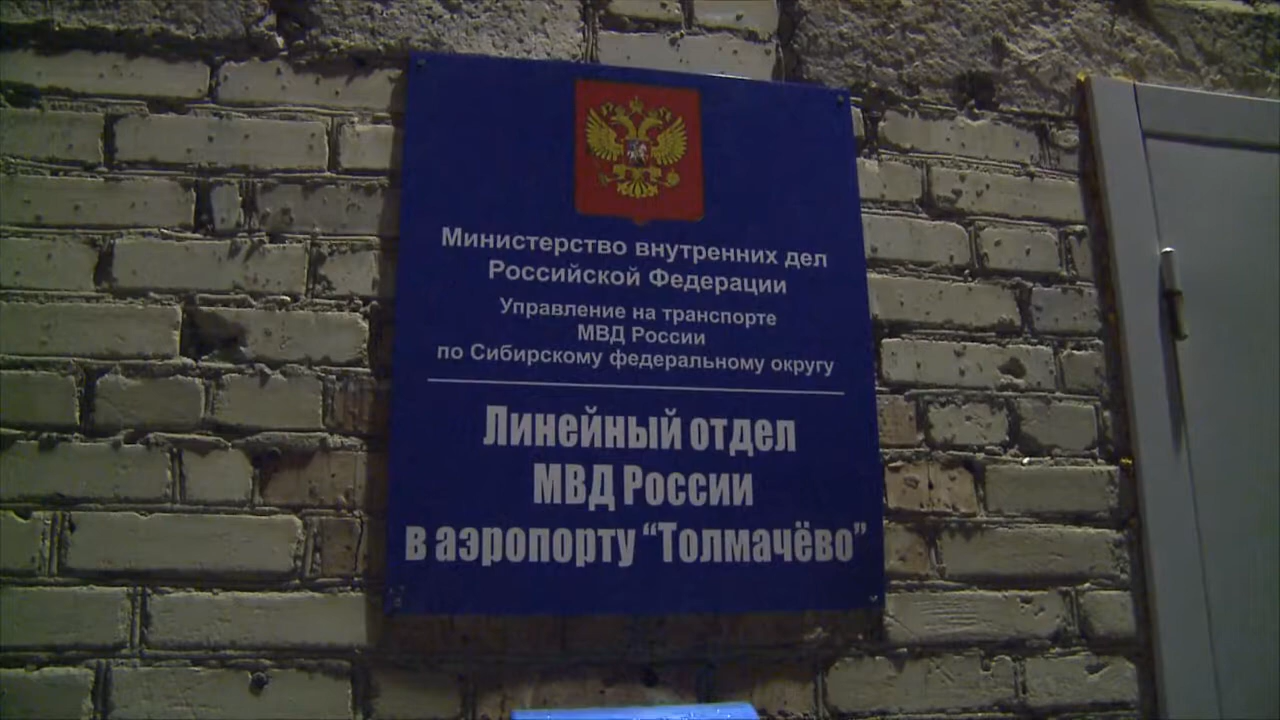 Министерство внутренних дел
Российской Федерации
Управление на транспорте
МВД России
по Сибирскому федеральному округу
Линейный отдел
МВД России
в аэропорту “Толмачёво”